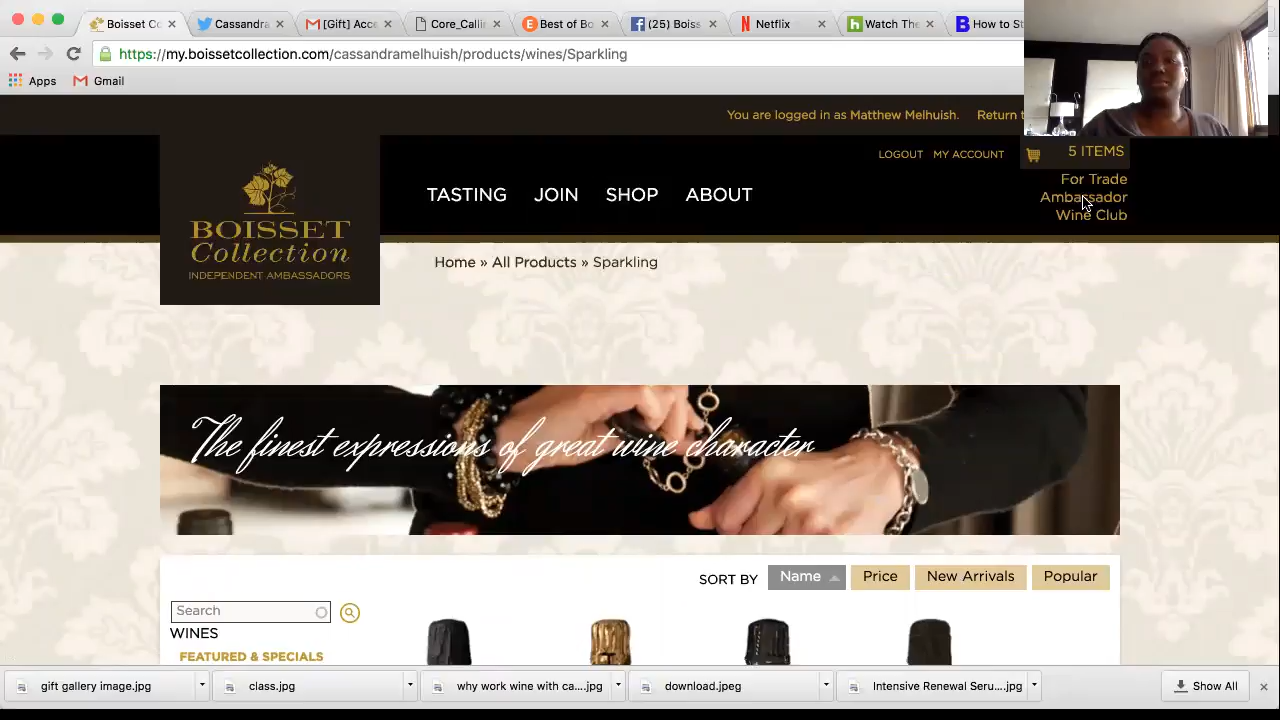 Boisset Co
Cassandra
[Gift] Acce
Core_Callin
Best of Bo
(25) Boiss
Netflix
Watch The
How to St
https://my.boissetcollection.com/cassandramelhuish/products/wines/Sparkling
Apps
Gmail
You are logged in as Matthew Melhuish.
Return t
LOGOUT
MY ACCOUNT
5 ITEMS
For Trade
Ambassador
Wine Club
TASTING
JOIN
SHOP
ABOUT
BOISSET
Collection
INDEPENDENT AMBASSADORS
Home » All Products » Sparkling
The finest expressions of great wine character
SORT BY
Name
Price
New Arrivals
Popular
Search
WINES
FEATURED & SPECIALS
gift gallery image.jpg
class.jpg
why work wine with ca....jpg
download.jpeg
Intensive Renewal Seru....jpg
Show All